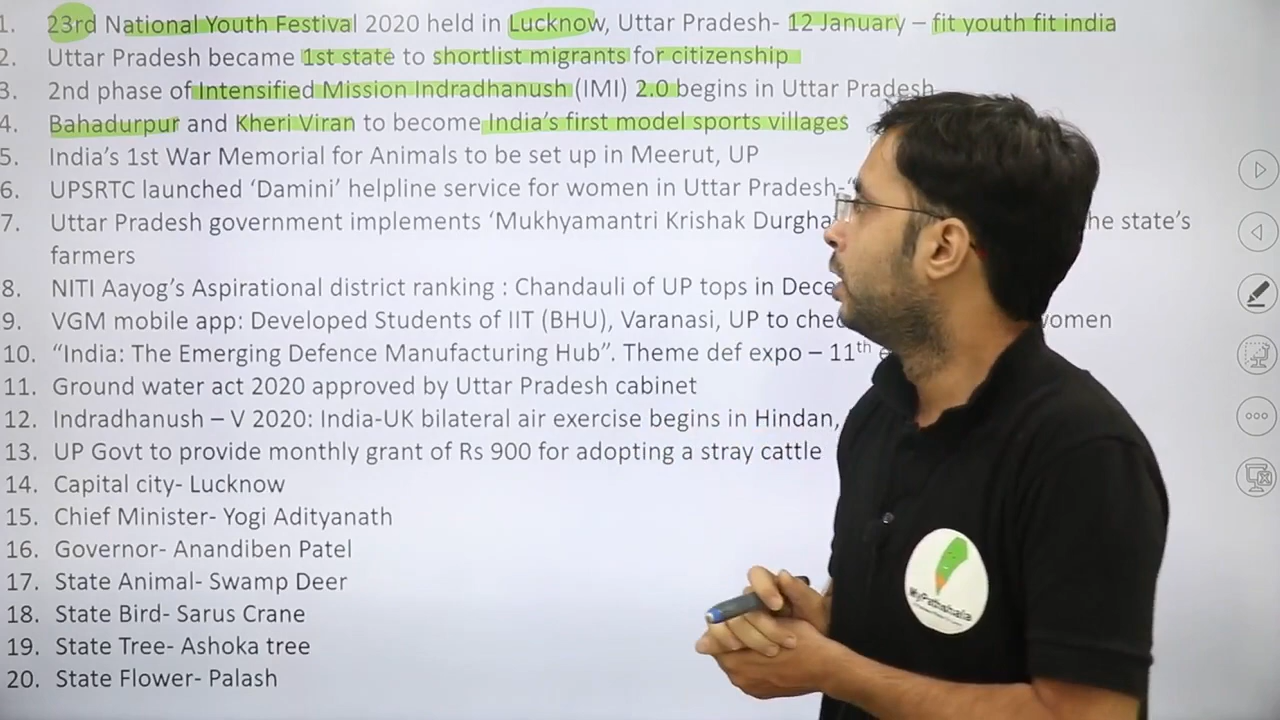 1. 23rd National Youth Festival 2020 held in Lucknow, Uttar Pradesh- 12 January – fit youth fit india
2. Uttar Pradesh became 1st state to shortlist migrants for citizenship
3. 2nd phase of Intensified Mission Indradhanush (IMI) 2.0 begins in Uttar Pradesh
4. Bahadurpur and Kheri Viran to become India's first model sports villages
5. India's 1st War Memorial for Animals to be set up in Meerut, UP
6. UPSRTC launched 'Damini' helpline service for women in Uttar Pradesh-
7. Uttar Pradesh government implements 'Mukhyamantri Krishak the state's
farmers
8. NITI Aayog's Aspirational district ranking : Chandauli of UP tops in
9. VGM mobile app: Developed Students of IIT (BHU), Varanasi, UP to women
10. "India: The Emerging Defence Manufacturing Hub". Theme def expo – 11th
11. Ground water act 2020 approved by Uttar Pradesh cabinet
12. Indradhanush – V 2020: India-UK bilateral air exercise begins in Hindan,
13. UP Govt to provide monthly grant of Rs 900 for adopting a stray cattle
14. Capital city- Lucknow
15. Chief Minister- Yogi Adityanath
16. Governor- Anandiben Patel
17. State Animal- Swamp Deer
18. State Bird- Sarus Crane
19. State Tree- Ashoka tree
20. State Flower- Palash
MyPathshala